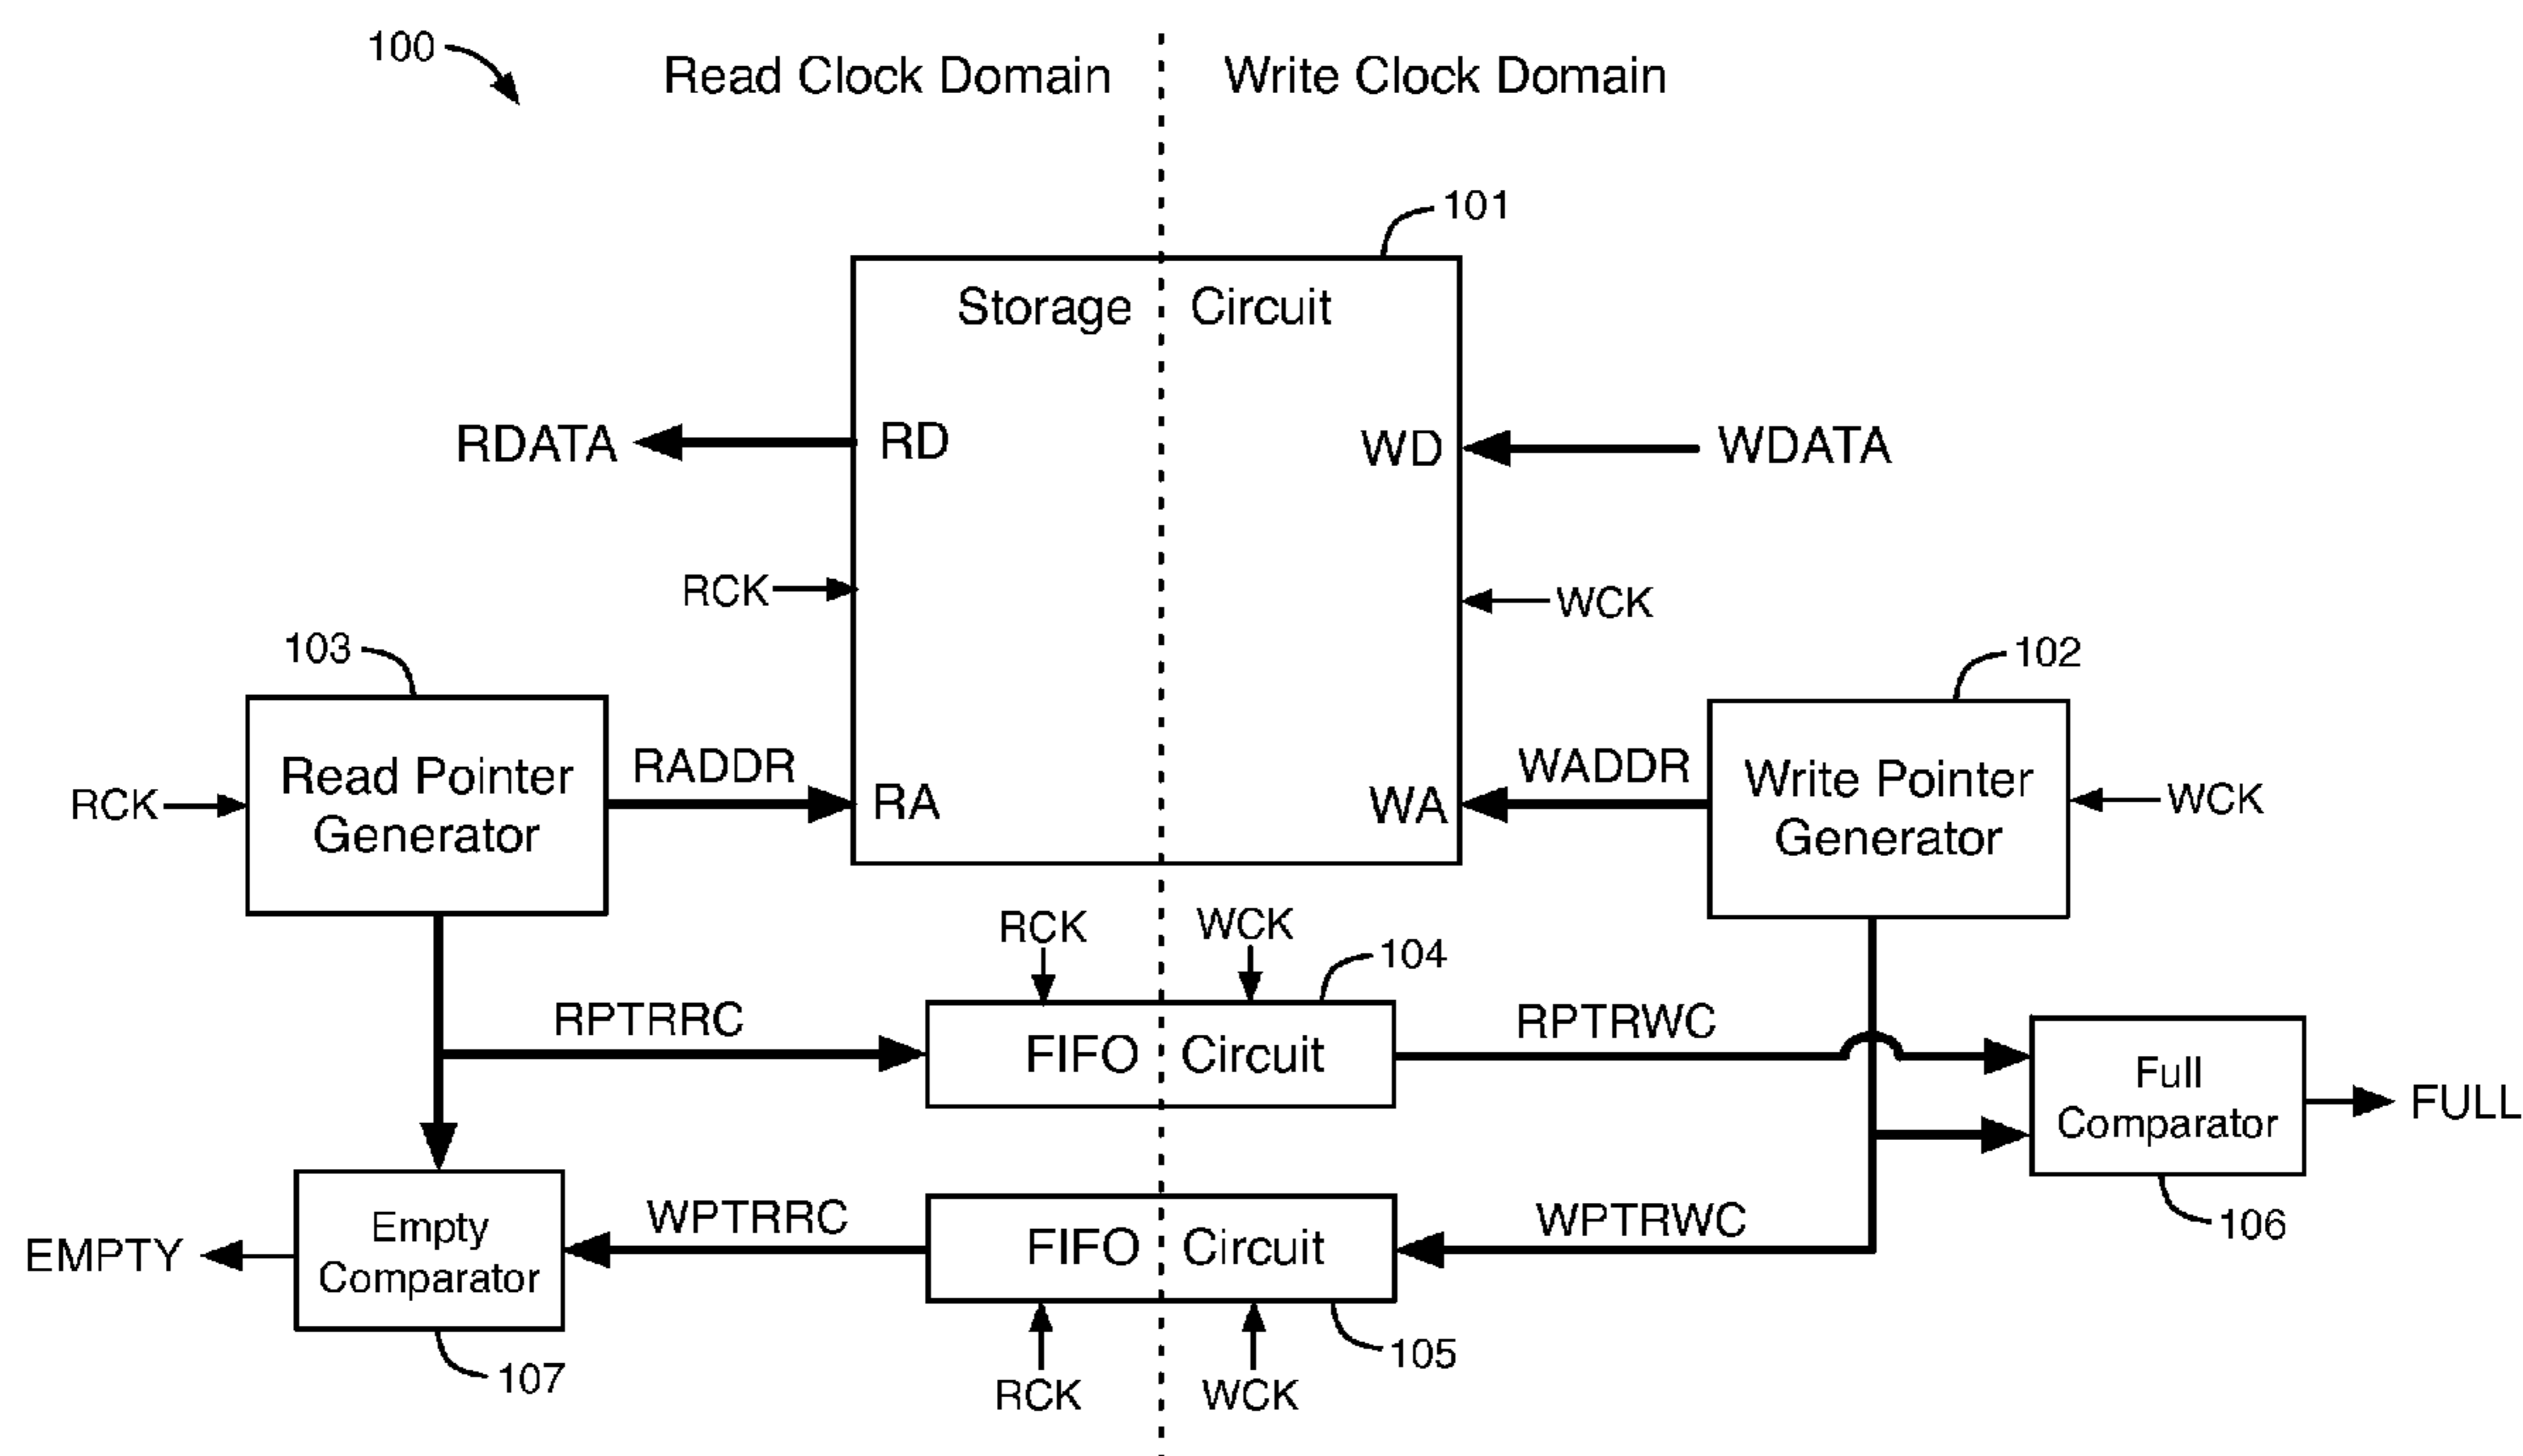 100
Read Clock Domain
Write Clock Domain
101
Storage Circuit
RDATA
RD
WD
WDATA
RCK
WCK
103
102
Read Pointer
Generator
RCK
RADDR
RA
WA
WADDR
Write Pointer
Generator
WCK
RCK
WCK
104
RPTRRC
FIFO Circuit
RPTRWC
Full
Comparator
FULL
106
Empty
Comparator
EMPTY
WPTRRC
FIFO Circuit
WPTRWC
107
RCK
WCK
105